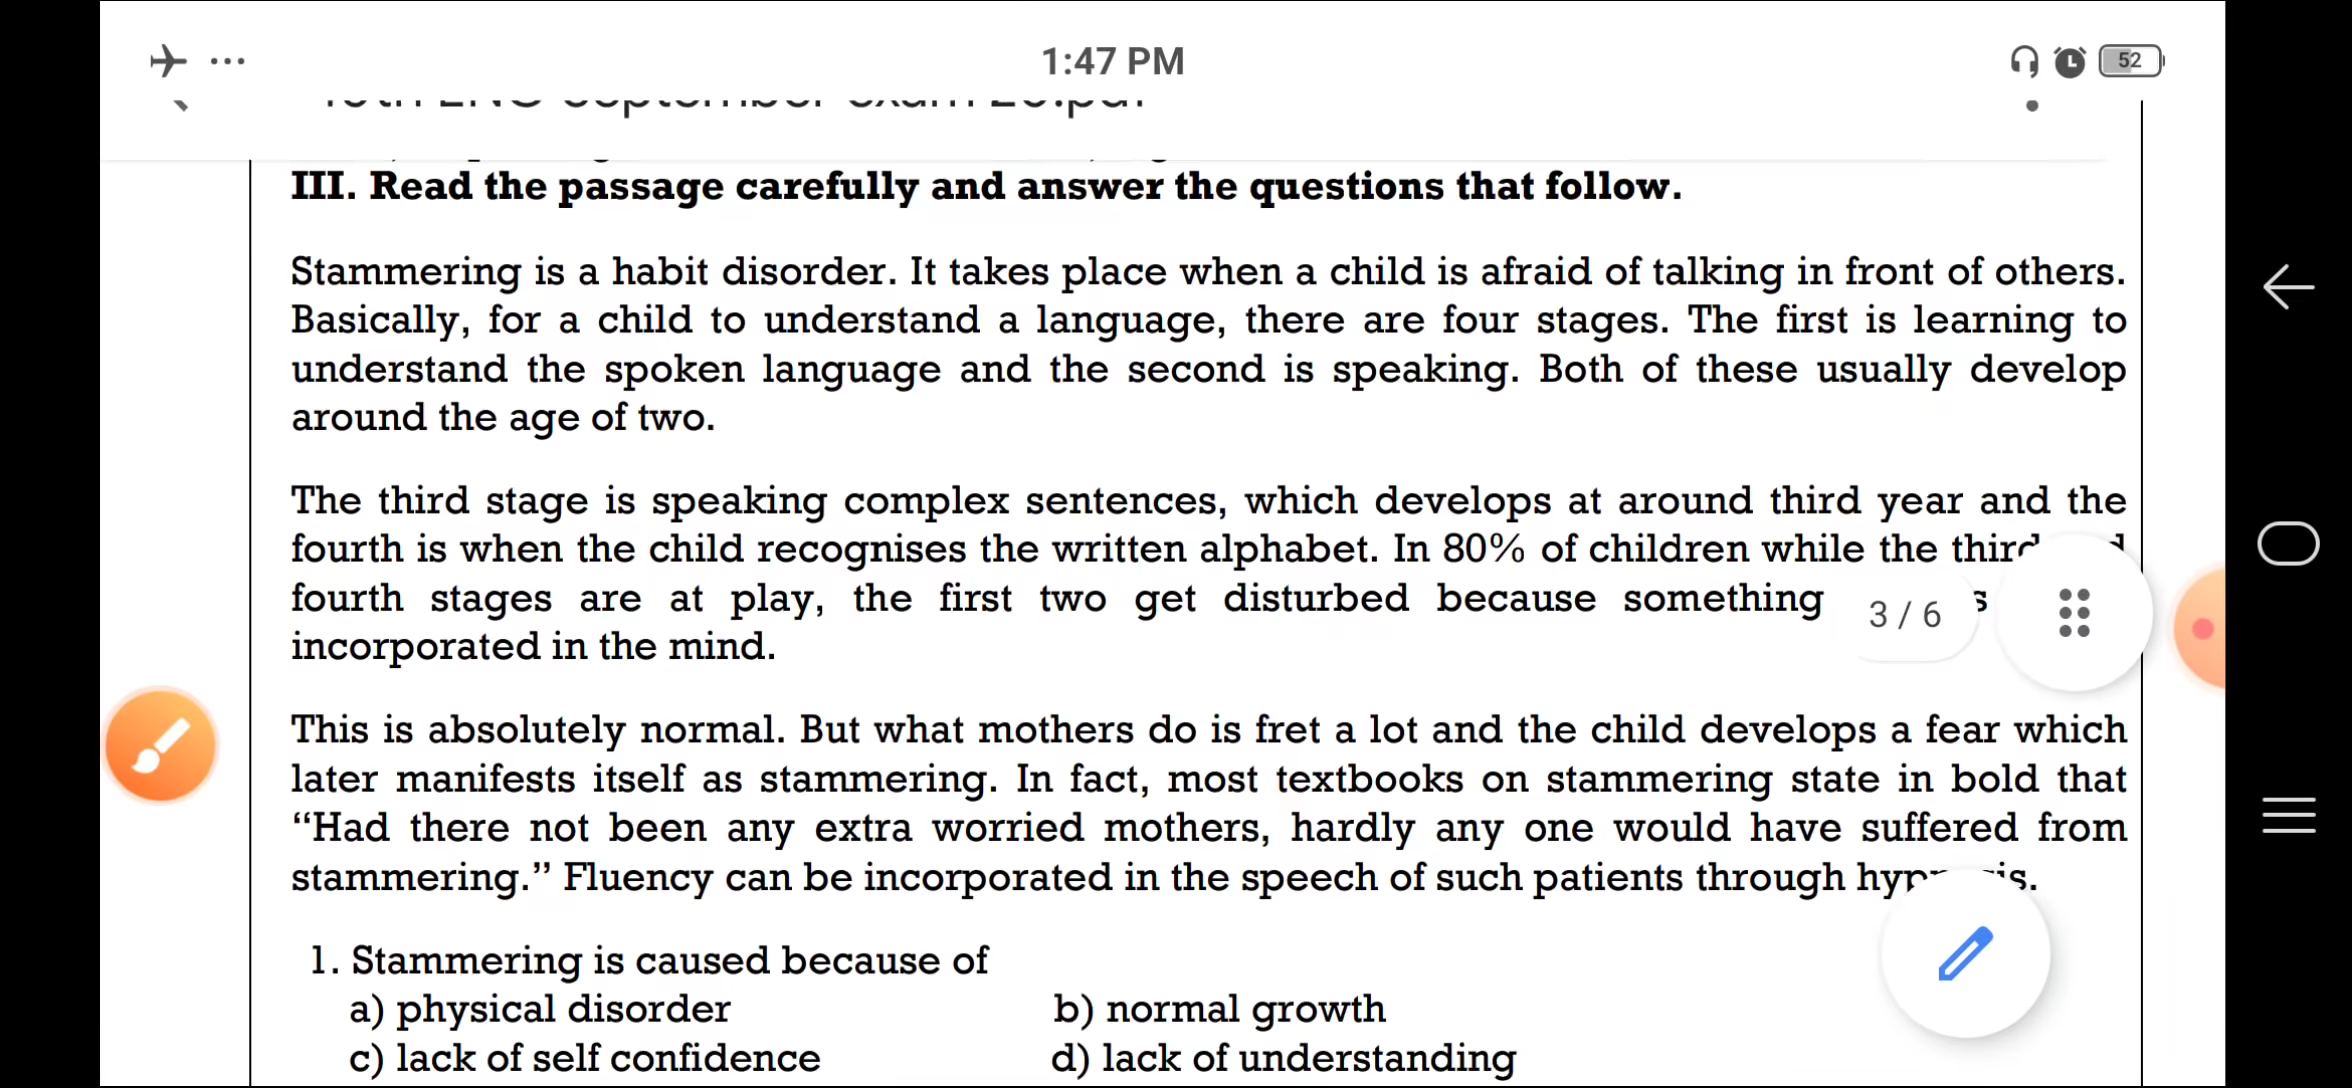 1:47 PM
52
III. Read the passage carefully and answer the questions that follow.
Stammering is a habit disorder. It takes place when a child is afraid of talking in front of others.
Basically, for a child to understand a language, there are four stages. The first is learning to
understand the spoken language and the second is speaking. Both of these usually develop
around the age of two.
The third stage is speaking complex sentences, which develops at around third year and the
fourth is when the child recognises the written alphabet. In 80% of children while the third
fourth stages are at play, the first two get disturbed because something
3 / 6
incorporated in the mind.
This is absolutely normal. But what mothers do is fret a lot and the child develops a fear which
later manifests itself as stammering. In fact, most textbooks on stammering state in bold that
“Had there not been any extra worried mothers, hardly any one would have suffered from
stammering.” Fluency can be incorporated in the speech of such patients through
1. Stammering is caused because of
a) physical disorder b) normal growth
c) lack of self confidence d) lack of understanding